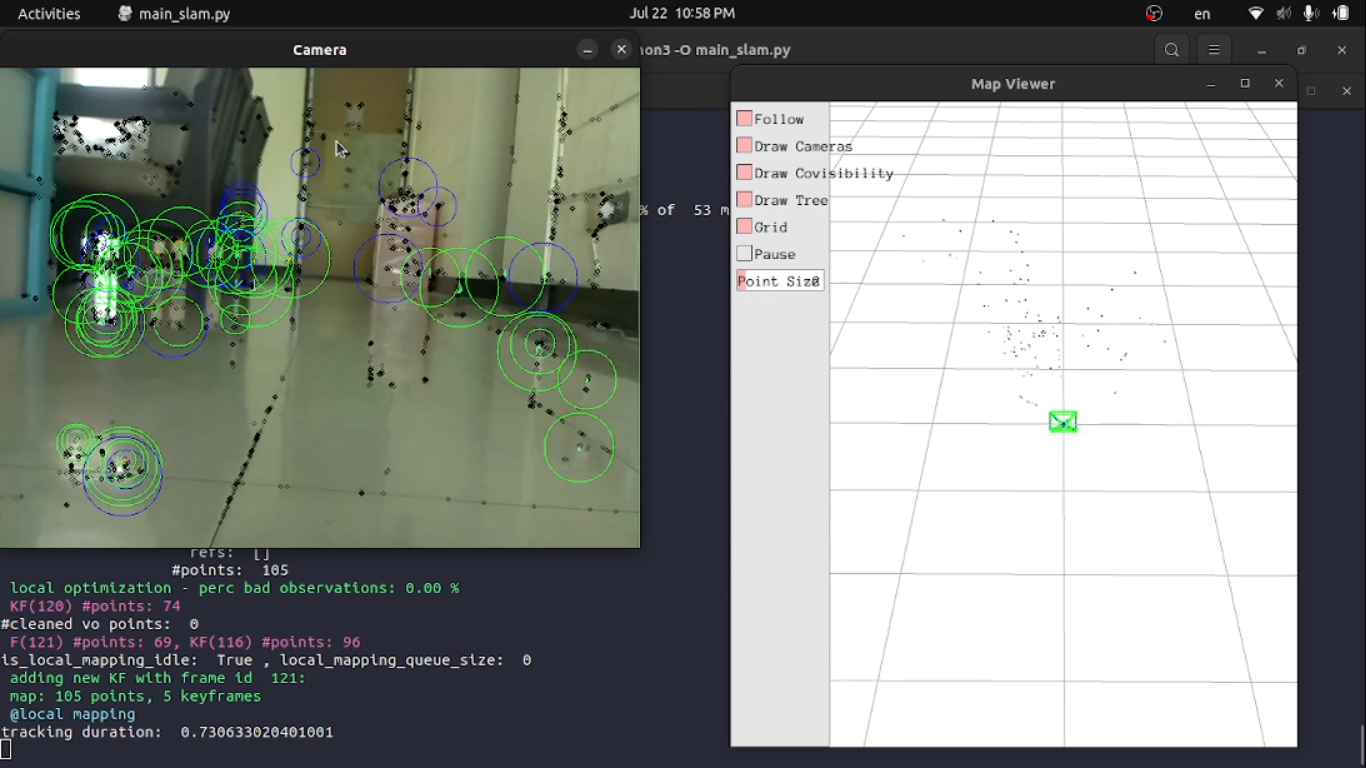 Activities main_slam.py Jul 22 10:58 PM en
Camera
hon3 -O main_slam.py
Map Viewer
Follow
Draw Cameras
Draw Covisibility
Draw Tree
Grid
Pause
Point Size
% of 53 m
refs: []
#points: 105
local optimization - perc bad observations: 0.00 %
KF(120) #points: 74
#cleaned vo points: 0
F(121) #points: 69, KF(116) #points: 96
is_local_mapping_idle: True , local_mapping_queue_size: 0
adding new KF with frame id 121:
map: 105 points, 5 keyframes
@local mapping
tracking duration: 0.730633020401001